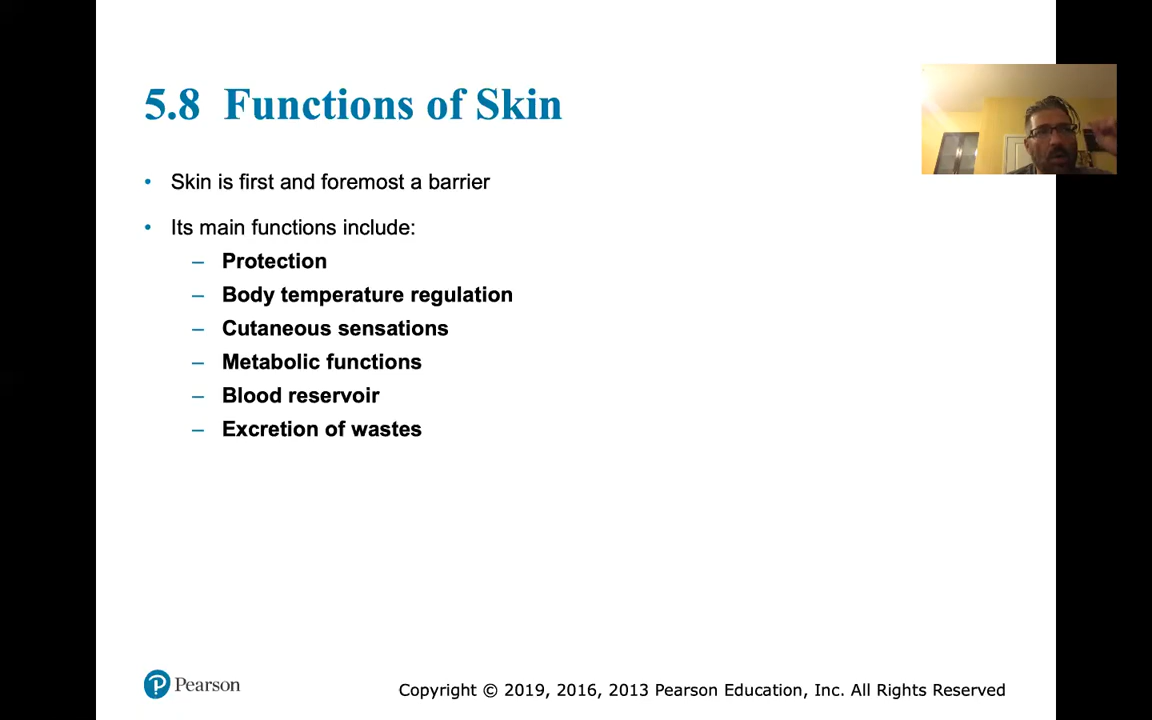 5.8 Functions of Skin
• Skin is first and foremost a barrier
• Its main functions include:
– Protection
– Body temperature regulation
– Cutaneous sensations
– Metabolic functions
– Blood reservoir
– Excretion of wastes
P Pearson
Copyright © 2019, 2016, 2013 Pearson Education, Inc. All Rights Reserved